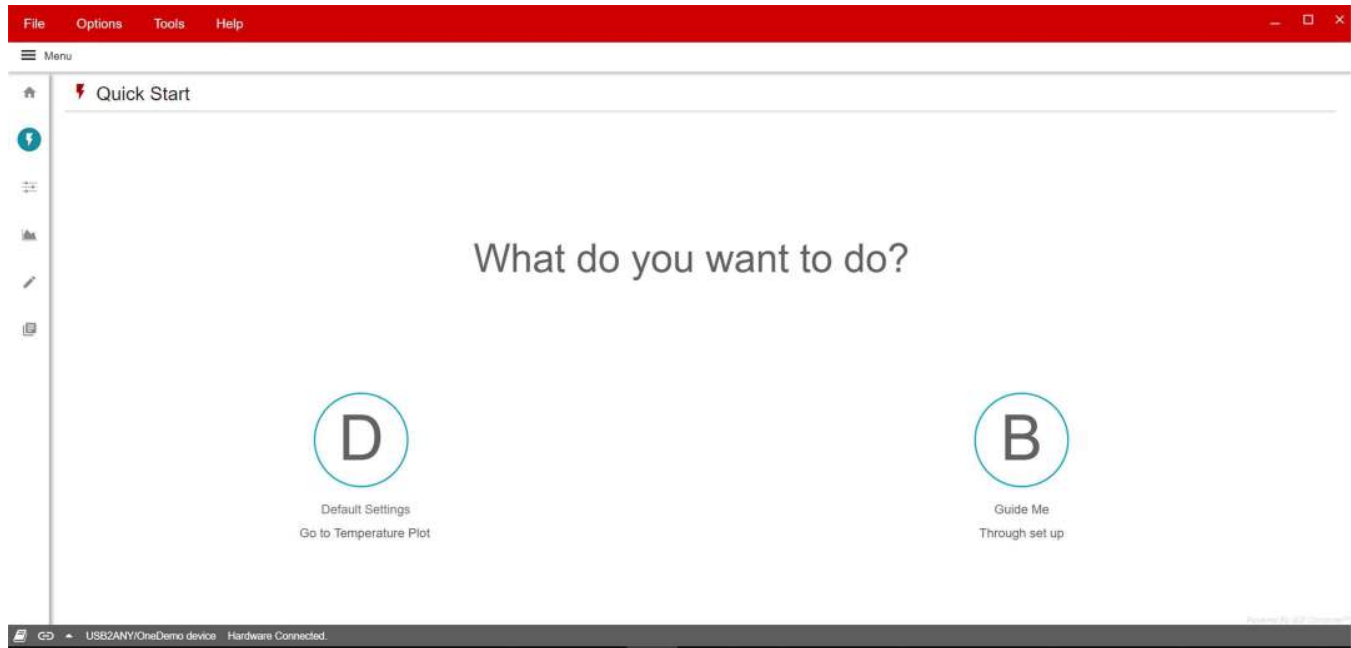 File Options Tools Help
Menu
Quick Start
What do you want to do?
D
B
Default Settings
Go to Temperature Plot
Guide Me
Through set up
USB2ANY/OneDemo device Hardware Connected.